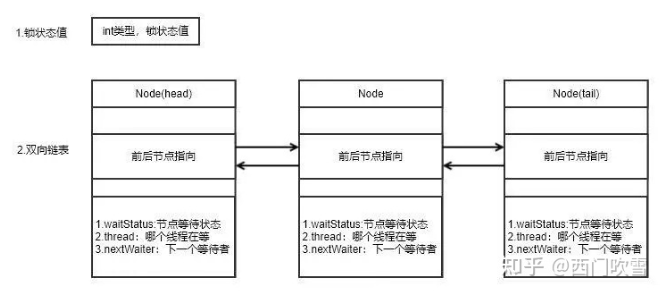 1.锁状态值
int类型，锁状态值
Node(head)
Node
Node(tail)
2.双向链表
前后节点指向
前后节点指向
前后节点指向
1.waitStatus:节点等待状态
2.thread：哪个线程在等
3.nextWaiter：下一个等待者
1.waitStatus:节点等待状态
2.thread：哪个线程在等
3.nextWaiter：下一个等待者
1.waitStatus:节点等待状态
2.thread：哪个线程在等
3.nextWaiter：下一个等待者
知乎 @西门吹雪